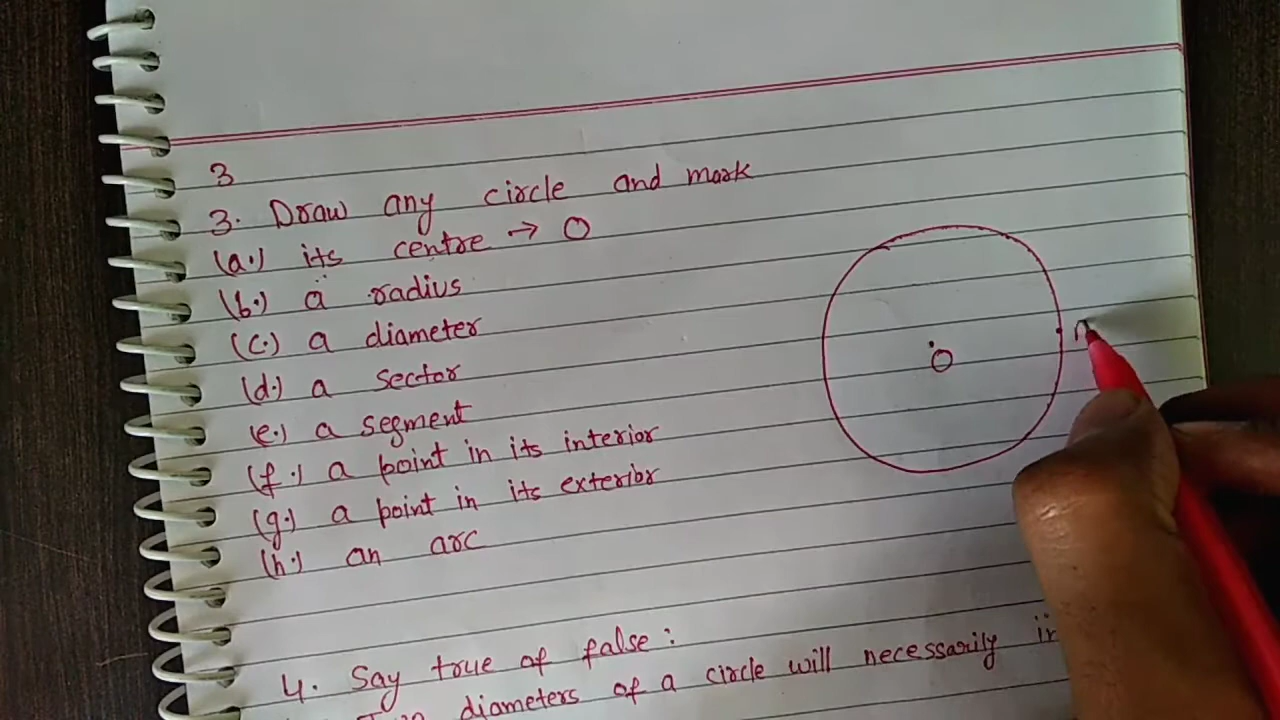 3
3. Draw any circle and mark
(a.) its centre → O
(b.) a radius
(c.) a diameter
(d.) a sector
(e.) a segment
(f.) a point in its interior
(g.) a point in its exterior
(h.) an arc
O
4. Say true of false :
diameters of a circle will necessarily